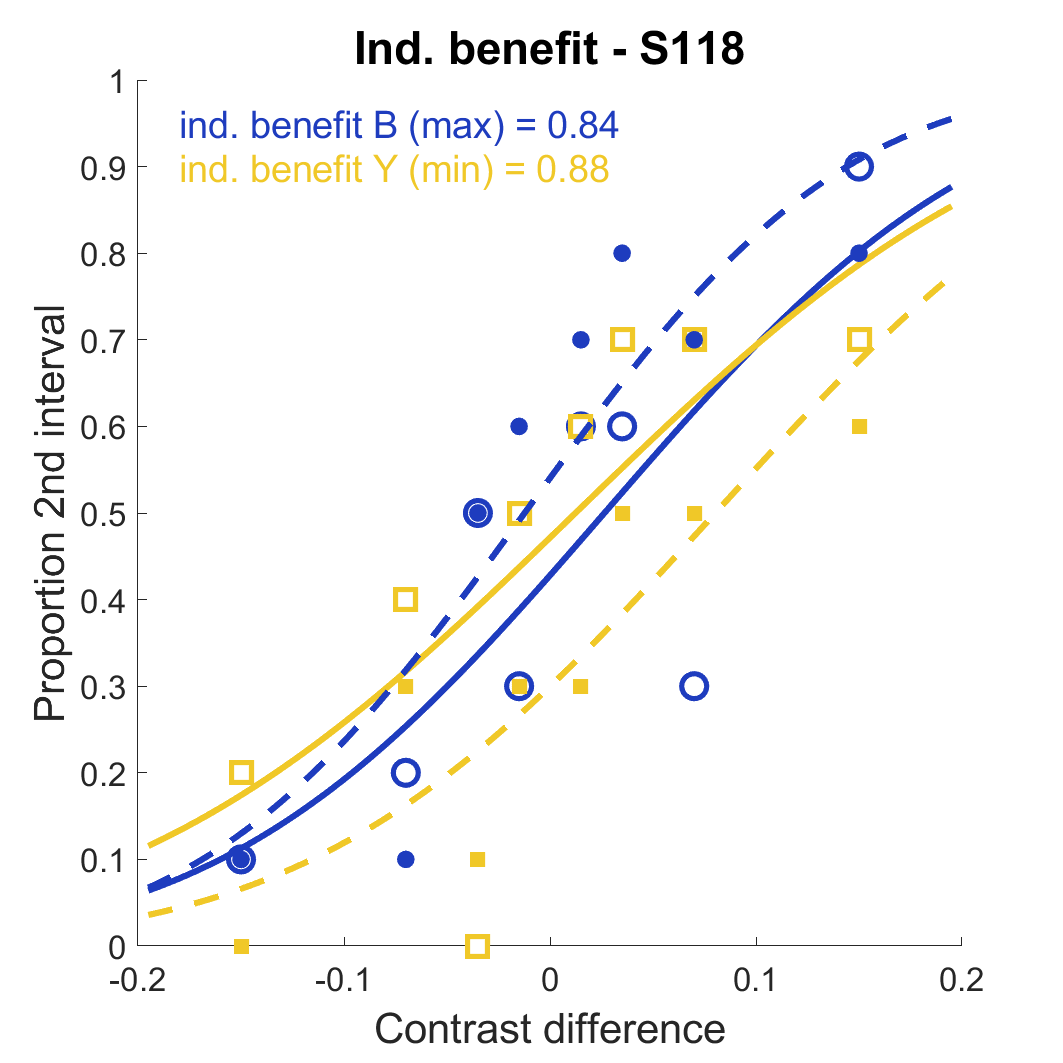 Ind. benefit - S118
ind. benefit B (max) = 0.84
ind. benefit Y (min) = 0.88
Proportion 2nd interval
1
0.9
0.8
0.7
0.6
0.5
0.4
0.3
0.2
0.1
0
-0.2 -0.1 0 0.1 0.2
Contrast difference